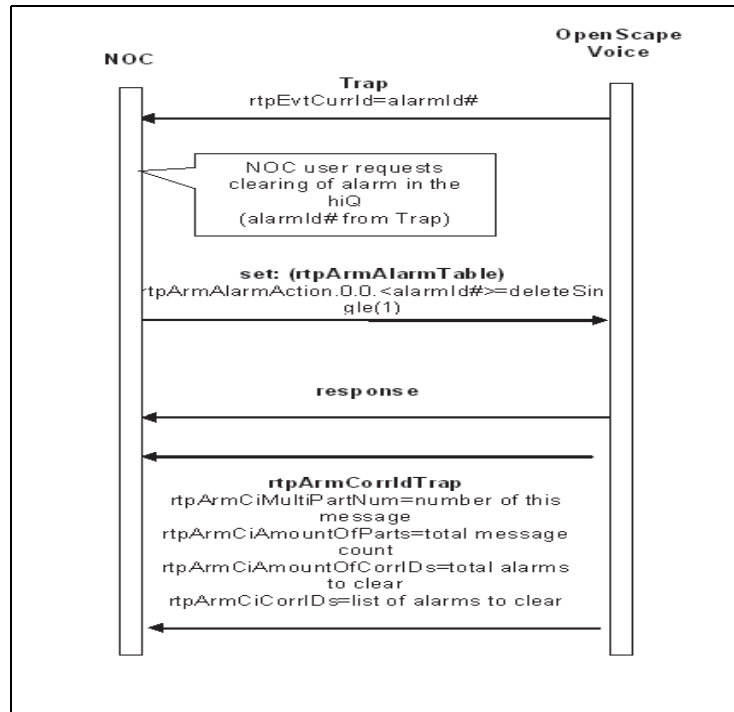 OpenScape
Voice
NOC
Trap
rtpEvtCurrId=alarmId#
NOC user requests
clearing of alarm in the
hiQ
(alarmId# from Trap)
set: (rtpArmAlarmTable)
rtpArmAlarmAction.0.0.<alarmId#>=deleteSin
gle(1)
response
rtpArmCorrIdTrap
rtpArmCiMultiPartNum=number of this
message
rtpArmCiAmountOfParts=total message
count
rtpArmCiAmountOfCorrIDs=total alarms
to clear
rtpArmCiCorrIDs=list of alarms to clear